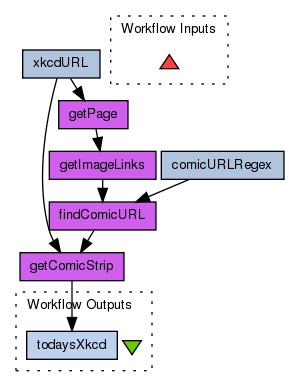 Workflow Inputs
xkcdURL
getPage
getImageLinks
comicURLRegex
findComicURL
getComicStrip
Workflow Outputs
todaysXkcd